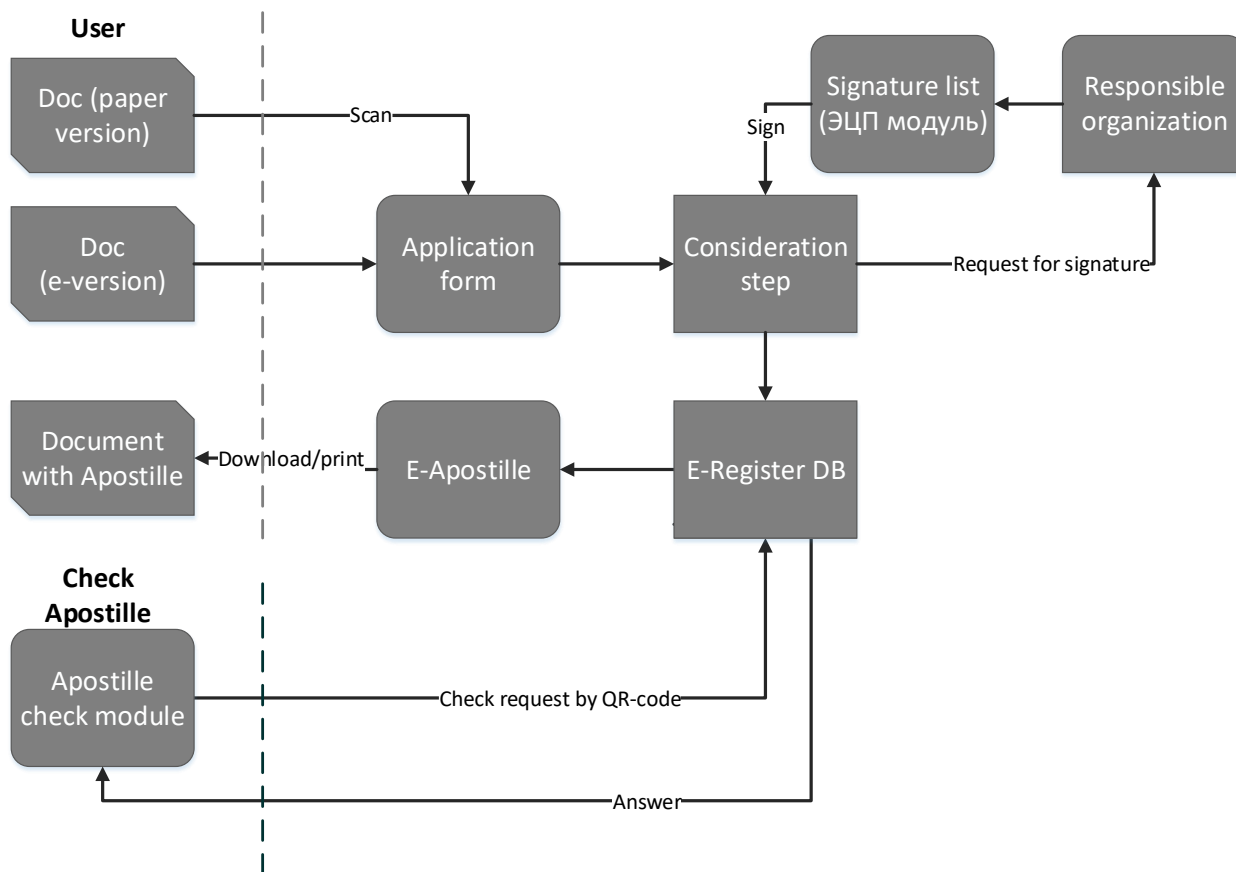 User
Doc (paper
version)
Scan
Signature list
(ЭЦП модуль)
Responsible
organization
Sign
Doc
(e-version)
Application
form
Consideration
step
Request for signature
Document
with Apostille
Download/print
E-Apostille
E-Register DB
Check
Apostille
Apostille
check module
Check request by QR-code
Answer